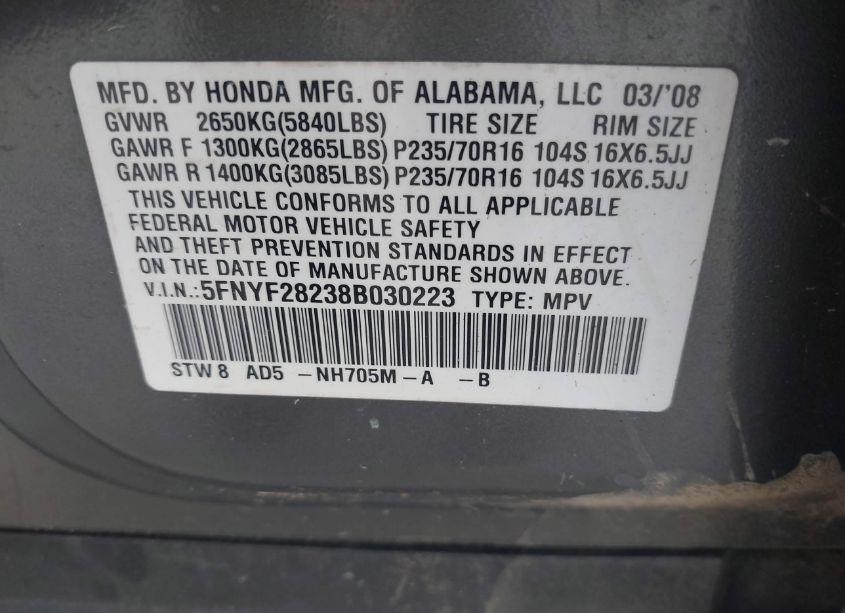 MFD. BY HONDA MFG. OF ALABAMA, LLC 03/'08
GVWR 2650KG(5840LBS) TIRE SIZE RIM SIZE
GAWR F 1300KG(2865LBS) P235/70R16 104S 16X6.5JJ
GAWR R 1400KG(3085LBS) P235/70R16 104S 16X6.5JJ
THIS VEHICLE CONFORMS TO ALL APPLICABLE
FEDERAL MOTOR VEHICLE SAFETY
AND THEFT PREVENTION STANDARDS IN EFFECT
ON THE DATE OF MANUFACTURE SHOWN ABOVE.
V.I.N.:5FNYF28238B030223 TYPE: MPV
STW 8 AD5 -NH705M-A -B